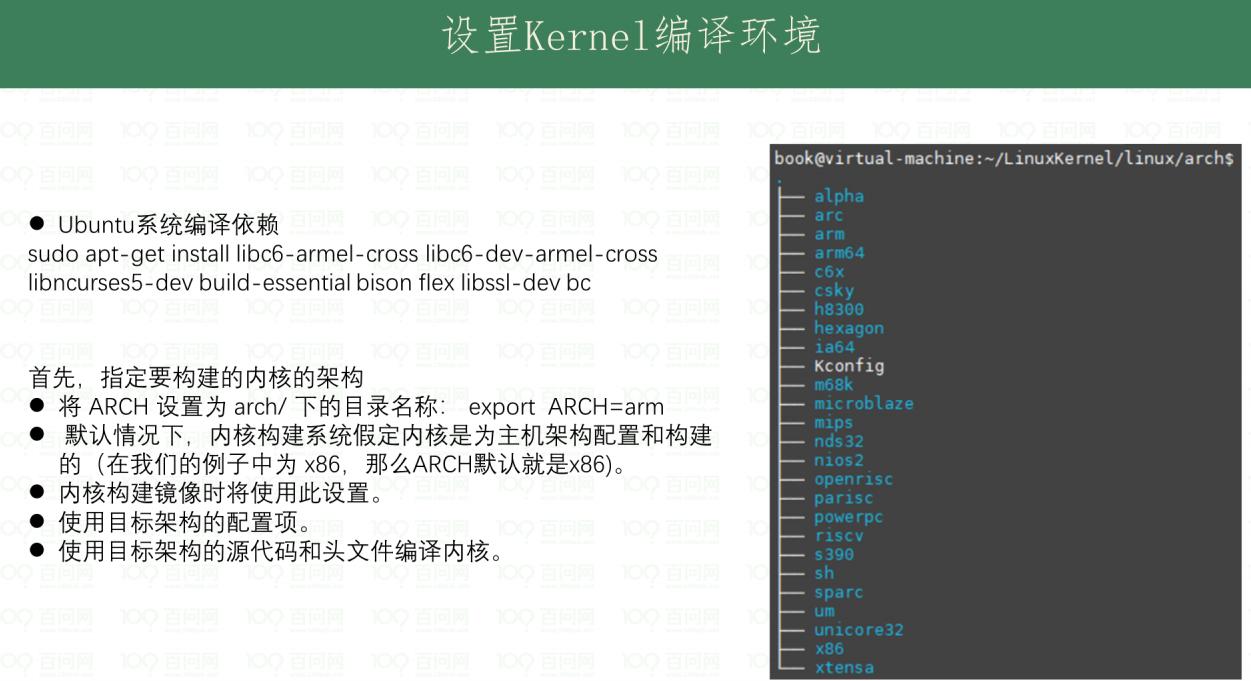 设置Kernel编译环境
● Ubuntu系统编译依赖
sudo apt-get install libc6-armel-cross libc6-dev-armel-cross
libncurses5-dev build-essential bison flex libssl-dev bc
首先，指定要构建的内核的架构
● 将 ARCH 设置为 arch/ 下的目录名称： export ARCH=arm
● 默认情况下，内核构建系统假定内核是为主机架构配置和构建
的（在我们的例子中为 x86，那么ARCH默认就是x86)。
● 内核构建镜像时将使用此设置。
● 使用目标架构的配置项。
● 使用目标架构的源代码和头文件编译内核。
book@virtual-machine:~/LinuxKernel/linux/arch$
.
├── alpha
├── arc
├── arm
├── arm64
├── c6x
├── csky
├── h8300
├── hexagon
├── ia64
├── Kconfig
├── m68k
├── microblaze
├── mips
├── nds32
├── nios2
├── openrisc
├── parisc
├── powerpc
├── riscv
├── s390
├── sh
├── sparc
├── um
├── unicore32
├── x86
└── xtensa